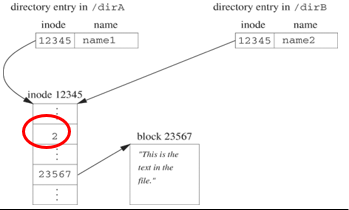 directory entry in /dirA
directory entry in /dirB
inode name
inode name
12345 name1
12345 name2
inode 12345
2
block 23567
"This is the
text in the
file."
23567